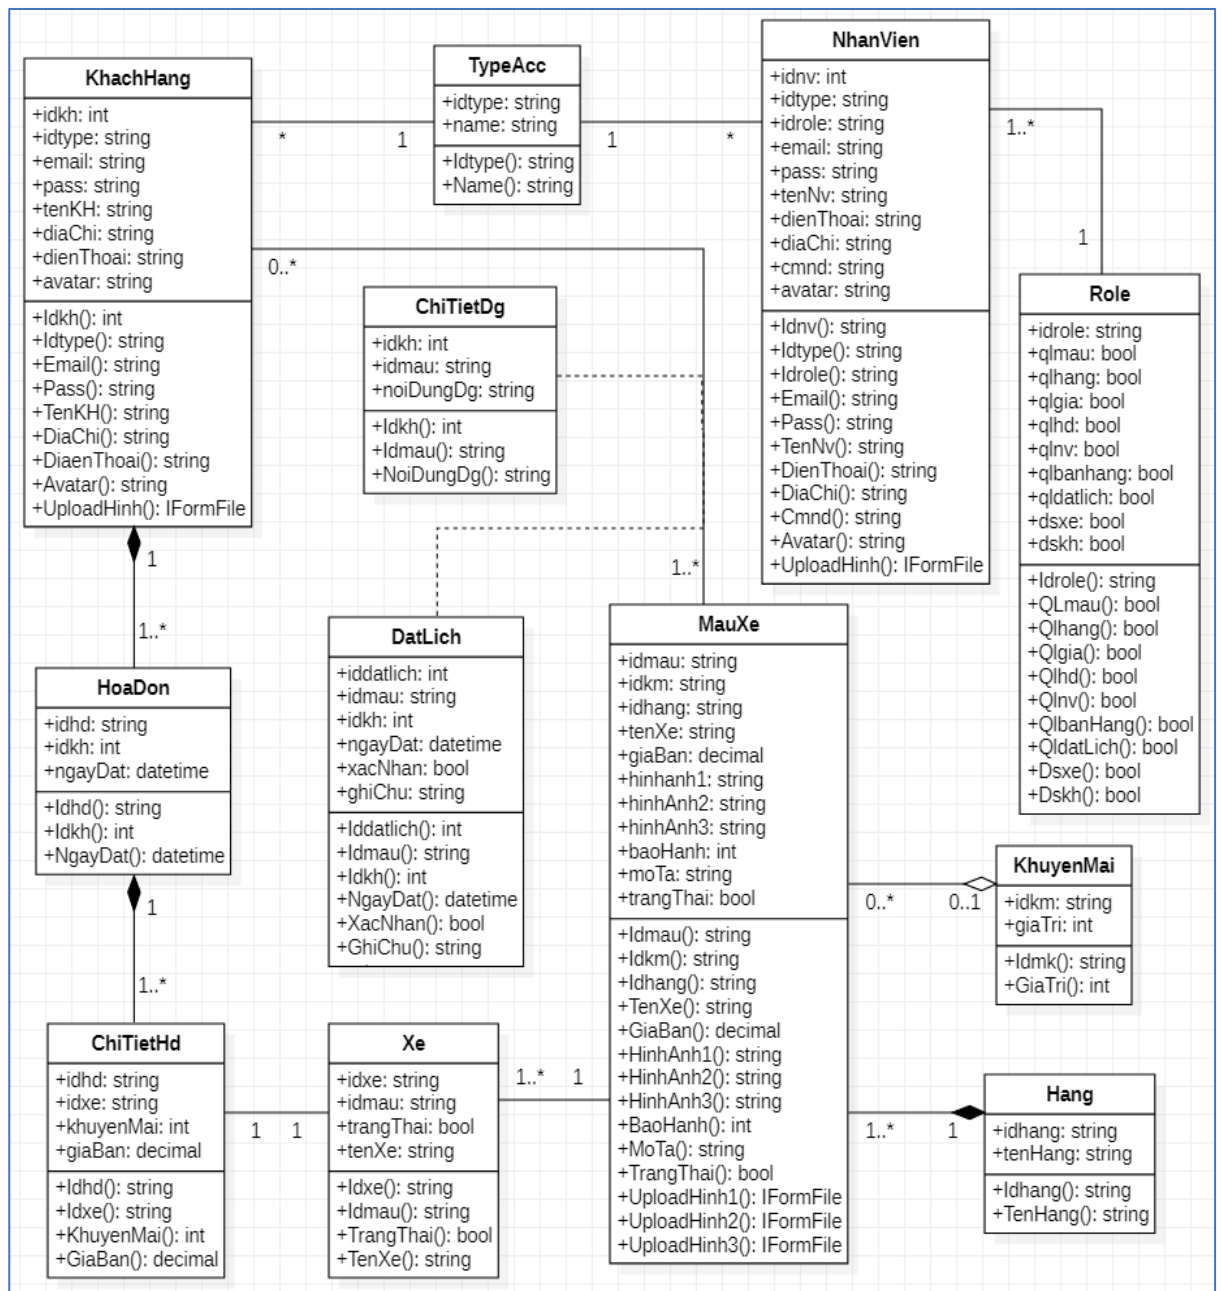 KhachHang
+idkh: int
+idtype: string
+email: string
+pass: string
+tenKH: string
+diaChi: string
+dienThoai: string
+avatar: string
+Idkh(): int
+Idtype(): string
+Email(): string
+Pass(): string
+TenKH(): string
+DiaChi(): string
+DiaenThoai(): string
+Avatar(): string
+UploadHinh(): IFormFile
*
1
TypeAcc
+idtype: string
+name: string
+Idtype(): string
+Name(): string
1
*
NhanVien
+idnv: int
+idtype: string
+idrole: string
+email: string
+pass: string
+tenNv: string
+dienThoai: string
+diaChi: string
+cmnd: string
+avatar: string
+Idnv(): string
+Idtype(): string
+Idrole(): string
+Email(): string
+Pass(): string
+TenNv(): string
+DienThoai(): string
+DiaChi(): string
+Cmnd(): string
+Avatar(): string
+UploadHinh(): IFormFile
1..*
1
Role
+idrole: string
+qlmau: bool
+qlhang: bool
+qlgia: bool
+qlhd: bool
+qlnv: bool
+qlbanhang: bool
+qldatlich: bool
+dsxe: bool
+dskh: bool
+Idrole(): string
+QLmau(): bool
+Qlhang(): bool
+Qlgia(): bool
+Qlhd(): bool
+Qlnv(): bool
+QlbanHang(): bool
+QldatLich(): bool
+Dsxe(): bool
+Dskh(): bool
0..*
1..*
ChiTietDg
+idkh: int
+idmau: string
+noiDungDg: string
+Idkh(): int
+Idmau(): string
+NoiDungDg(): string
1
1..*
HoaDon
+idhd: string
+idkh: int
+ngayDat: datetime
+Idhd(): string
+Idkh(): int
+NgayDat(): datetime
1
1..*
DatLich
+iddatlich: int
+idmau: string
+idkh: int
+ngayDat: datetime
+xacNhan: bool
+ghiChu: string
+Iddatlich(): int
+Idmau(): string
+Idkh(): int
+NgayDat(): datetime
+XacNhan(): bool
+GhiChu(): string
MauXe
+idmau: string
+idkm: string
+idhang: string
+tenXe: string
+giaBan: decimal
+hinhanh1: string
+hinhAnh2: string
+hinhAnh3: string
+baoHanh: int
+moTa: string
+trangThai: bool
+Idmau(): string
+Idkm(): string
+Idhang(): string
+TenXe(): string
+GiaBan(): decimal
+HinhAnh1(): string
+HinhAnh2(): string
+HinhAnh3(): string
+BaoHanh(): int
+MoTa(): string
+TrangThai(): bool
+UploadHinh1(): IFormFile
+UploadHinh2(): IFormFile
+UploadHinh3(): IFormFile
0..*
0..1
KhuyenMai
+idkm: string
+giaTri: int
+Idmk(): string
+GiaTri(): int
ChiTietHd
+idhd: string
+idxe: string
+khuyenMai: int
+giaBan: decimal
+Idhd(): string
+Idxe(): string
+KhuyenMai(): int
+GiaBan(): decimal
1
1
Xe
+idxe: string
+idmau: string
+trangThai: bool
+tenXe: string
+Idxe(): string
+Idmau(): string
+TrangThai(): bool
+TenXe(): string
1..*
1
1..*
1
Hang
+idhang: string
+tenHang: string
+Idhang(): string
+TenHang(): string